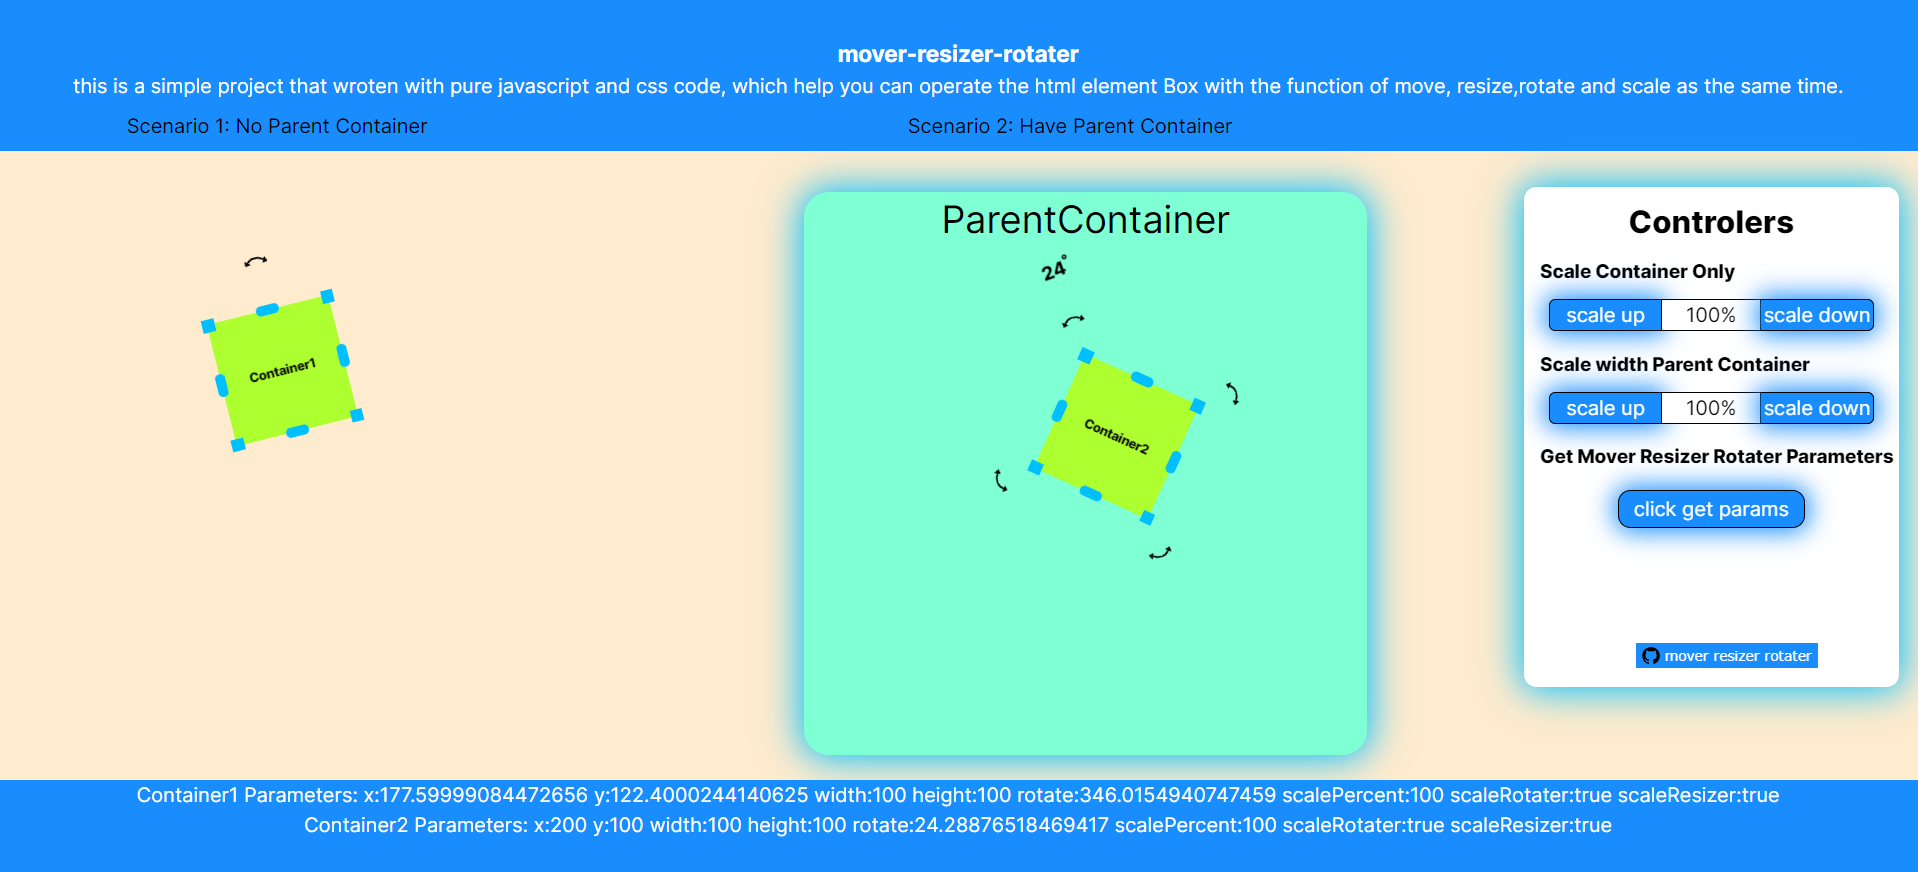 mover-resizer-rotater
this is a simple project that wroten with pure javascript and css code, which help you can operate the html element Box with the function of move, resize,rotate and scale as the same time.
Scenario 1: No Parent Container
Scenario 2: Have Parent Container
Container1
ParentContainer
24°
Container2
Controlers
Scale Container Only
scale up 100% scale down
Scale width Parent Container
scale up 100% scale down
Get Mover Resizer Rotater Parameters
click get params
mover resizer rotater
Container1 Parameters: x:177.59999084472656 y:122.4000244140625 width:100 height:100 rotate:346.0154940747459 scalePercent:100 scaleRotater:true scaleResizer:true
Container2 Parameters: x:200 y:100 width:100 height:100 rotate:24.28876518469417 scalePercent:100 scaleRotater:true scaleResizer:true